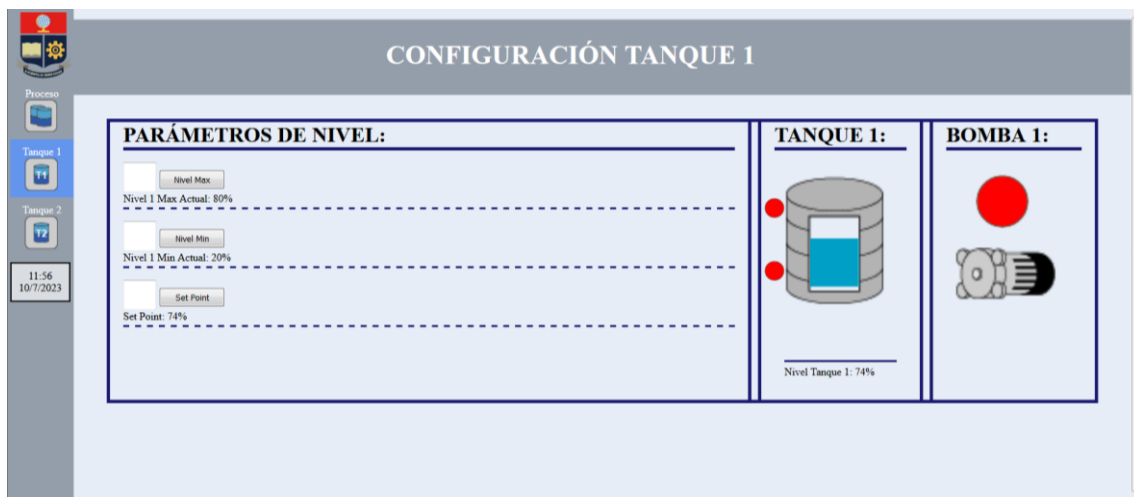 CONFIGURACIÓN TANQUE 1
Proceso
Tanque 1
T1
Tanque 2
T2
11:56
10/7/2023
PARÁMETROS DE NIVEL:
Nivel Max
Nivel 1 Max Actual: 80%
Nivel Min
Nivel 1 Min Actual: 20%
Set Point
Set Point: 74%
TANQUE 1:
Nivel Tanque 1: 74%
BOMBA 1: